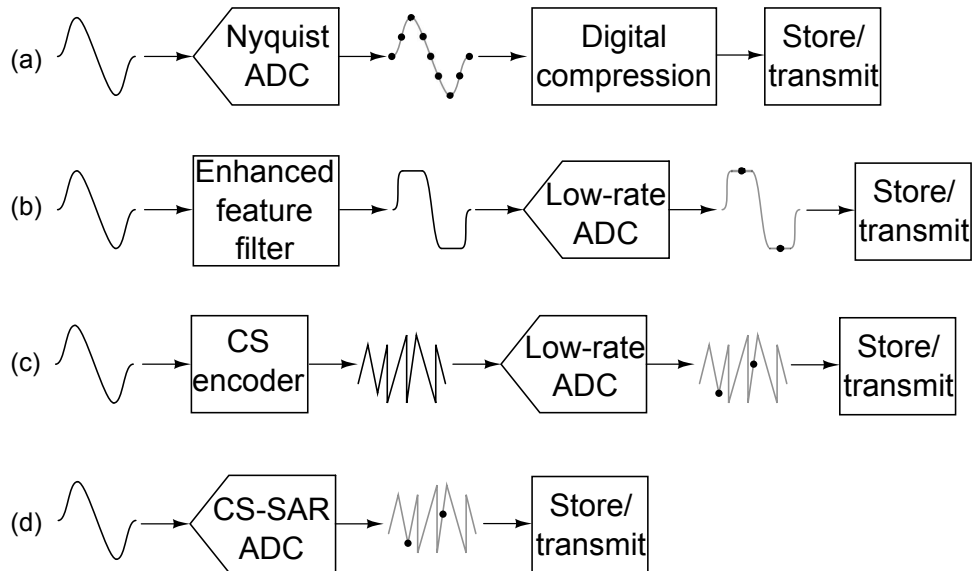 (a)
Nyquist
ADC
Digital
compression
Store/
transmit
(b)
Enhanced
feature
filter
Low-rate
ADC
Store/
transmit
(c)
CS
encoder
Low-rate
ADC
Store/
transmit
(d)
CS-SAR
ADC
Store/
transmit